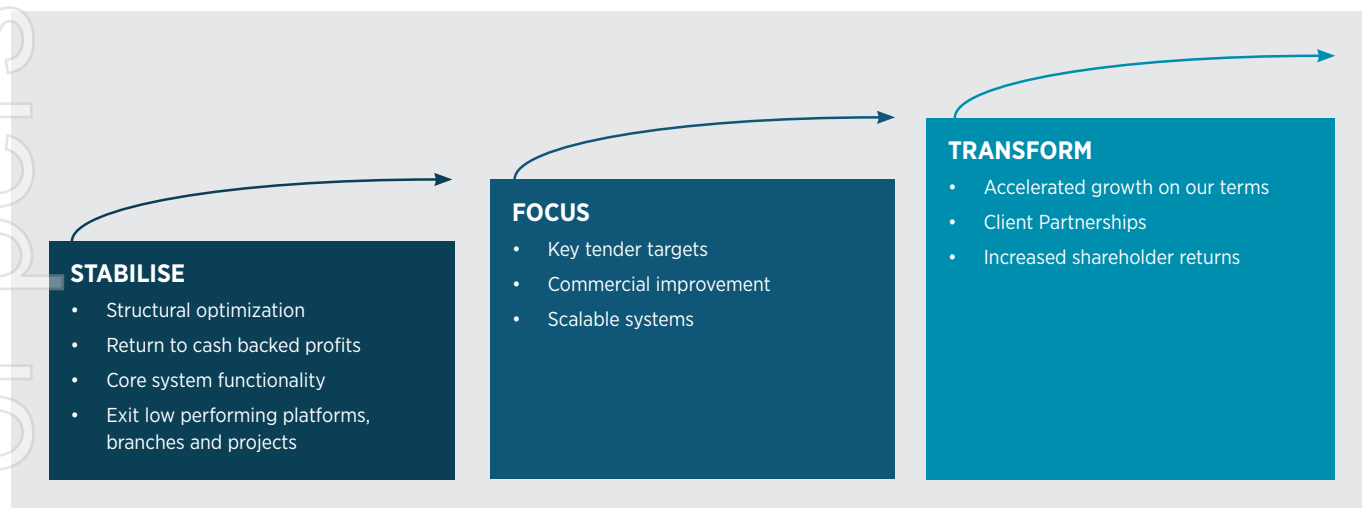 STABILISE
• Structural optimization
• Return to cash backed profits
• Core system functionality
• Exit low performing platforms,
branches and projects
FOCUS
• Key tender targets
• Commercial improvement
• Scalable systems
TRANSFORM
• Accelerated growth on our terms
• Client Partnerships
• Increased shareholder returns